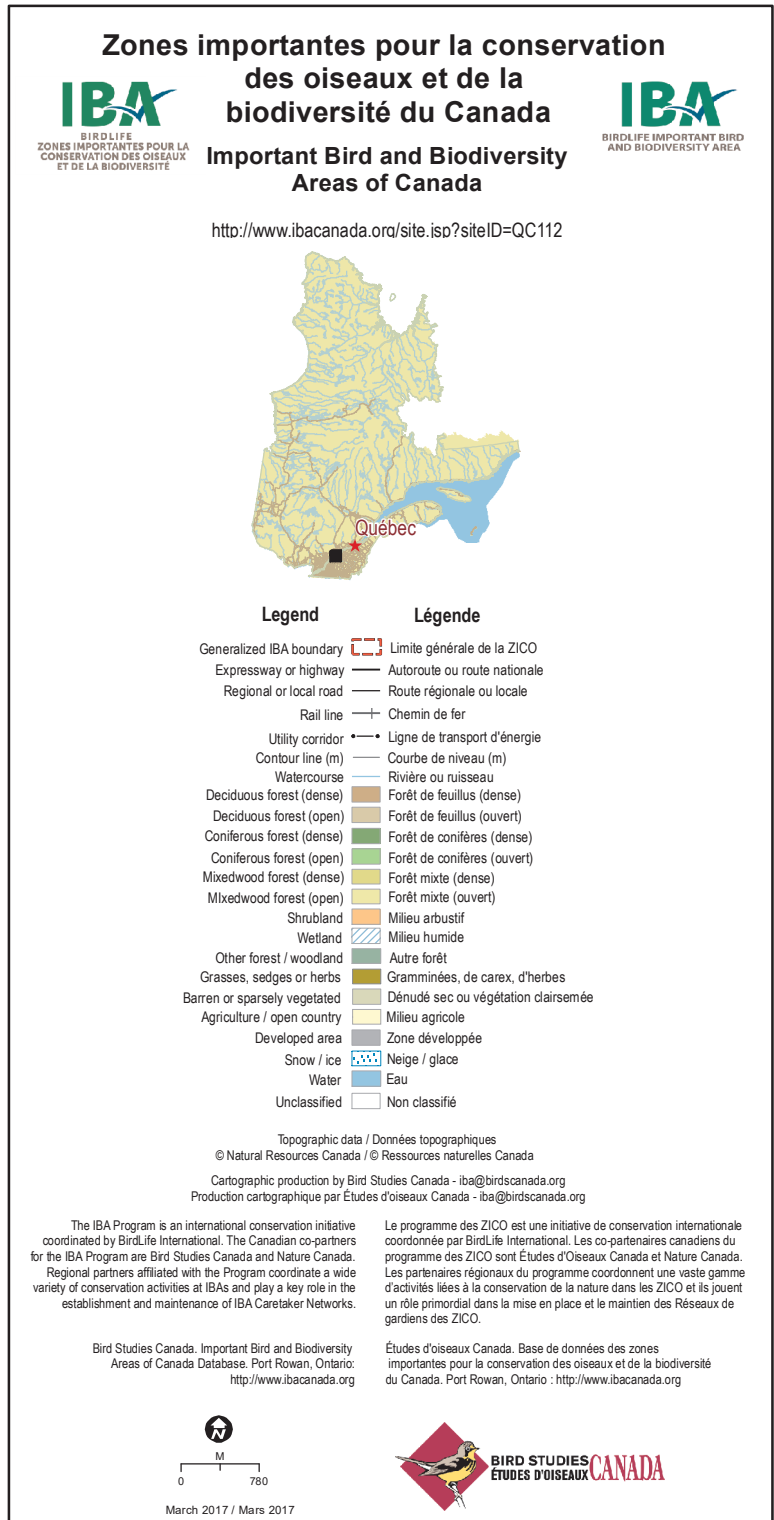 Zones importantes pour la conservation
des oiseaux et de la
biodiversité du Canada
IBA
BIRDLIFE
ZONES IMPORTANTES POUR LA
CONSERVATION DES OISEAUX
ET DE LA BIODIVERSITÉ
IBA
BIRDLIFE IMPORTANT BIRD
AND BIODIVERSITY AREA
Important Bird and Biodiversity
Areas of Canada
http://www.ibacanada.org/site.jsp?siteID=QC112
Québec
Legend Légende
Generalized IBA boundary Limite générale de la ZICO
Expressway or highway Autoroute ou route nationale
Regional or local road Route régionale ou locale
Rail line Chemin de fer
Utility corridor Ligne de transport d'énergie
Contour line (m) Courbe de niveau (m)
Watercourse Rivière ou ruisseau
Deciduous forest (dense) Forêt de feuillus (dense)
Deciduous forest (open) Forêt de feuillus (ouvert)
Coniferous forest (dense) Forêt de conifères (dense)
Coniferous forest (open) Forêt de conifères (ouvert)
Mixedwood forest (dense) Forêt mixte (dense)
MIxedwood forest (open) Forêt mixte (ouvert)
Shrubland Milieu arbustif
Wetland Milieu humide
Other forest / woodland Autre forêt
Grasses, sedges or herbs Gramminées, de carex, d'herbes
Barren or sparsely vegetated Dénudé sec ou végétation clairsemée
Agriculture / open country Milieu agricole
Developed area Zone développée
Snow / ice Neige / glace
Water Eau
Unclassified Non classifié
Topographic data / Données topographiques
© Natural Resources Canada / © Ressources naturelles Canada
Cartographic production by Bird Studies Canada - iba@birdscanada.org
Production cartographique par Études d'oiseaux Canada - iba@birdscanada.org
The IBA Program is an international conservation initiative
coordinated by BirdLife International. The Canadian co-partners
for the IBA Program are Bird Studies Canada and Nature Canada.
Regional partners affiliated with the Program coordinate a wide
variety of conservation activities at IBAs and play a key role in the
establishment and maintenance of IBA Caretaker Networks.
Le programme des ZICO est une initiative de conservation internationale
coordonnée par BirdLife International. Les co-partenaires canadiens du
programme des ZICO sont Études d'Oiseaux Canada et Nature Canada.
Les partenaires régionaux du programme coordonnent une vaste gamme
d'activités liées à la conservation de la nature dans les ZICO et ils jouent
un rôle primordial dans la mise en place et le maintien des Réseaux de
gardiens des ZICO.
Bird Studies Canada. Important Bird and Biodiversity
Areas of Canada Database. Port Rowan, Ontario:
http://www.ibacanada.org
Études d'oiseaux Canada. Base de données des zones
importantes pour la conservation des oiseaux et de la biodiversité
du Canada. Port Rowan, Ontario : http://www.ibacanada.org
N
M
0 780
March 2017 / Mars 2017
BIRD STUDIES
ÉTUDES D'OISEAUX CANADA